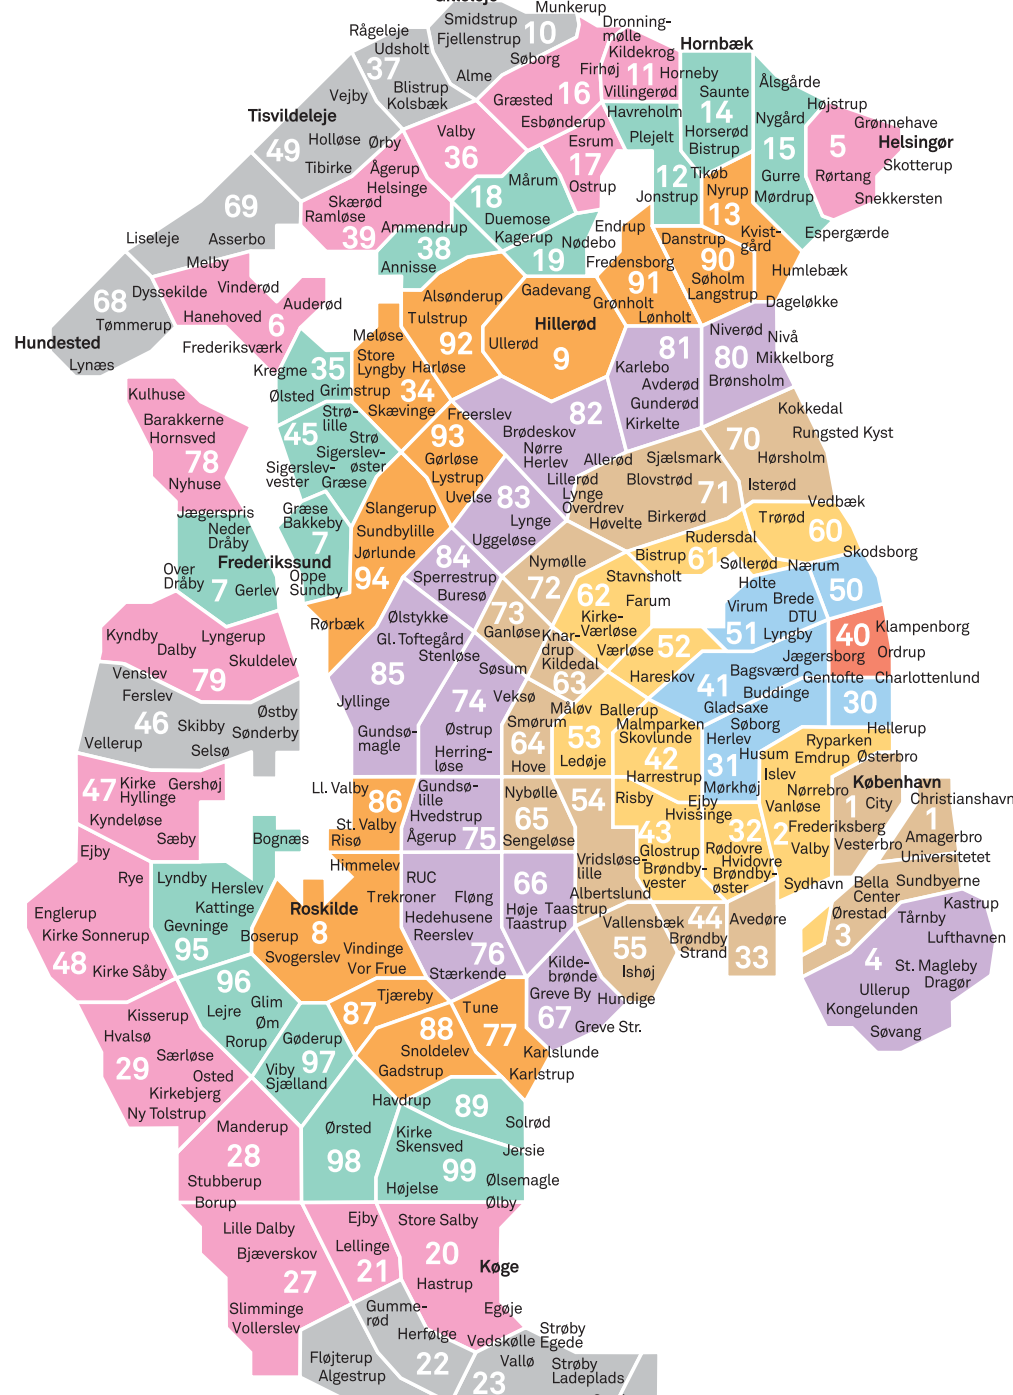 Munkerup
Smidstrup
Fjellenstrup
10
Dronning-
mølle
Rågeleje
Udsholt
37
Søborg
Kildekrog
Hornbæk
Firhøj
11
Horneby
Alme
Blistrup
Kolsbæk
Villingerød
Saunte
Ålsgårde
Vejby
Græsted
16
Havreholm
14
Højstrup
Tisvildeleje
Esbønderup
Nygård
Grønnehave
Holløse
Ørby
Valby
36
Esrum
Plejelt
Horserød
Bistrup
15
5
Helsingør
49
Tibirke
Ågerup
Helsinge
17
Skotterup
Mårum
Ostrup
12
Tikøb
Gurre
Rørtang
18
Jonstrup
Nyrup
Mørdrup
Snekkersten
69
Skærød
Ramløse
39
Ammendrup
38
Duemose
Kagerup
13
Liseleje
Asserbo
Endrup
Danstrup
Kvist-
gård
Espergærde
Nødebo
19
Annisse
Fredensborg
90
Melby
91
Søholm
Langstrup
Humlebæk
68
Dyssekilde
Vinderød
Auderød
Alsønderup
Gadevang
Grønholt
Dageløkke
Tømmerup
Hanehoved
6
Tulstrup
Hillerød
Lønholt
Hundested
Frederiksværk
Meløse
92
Ullerød
Niverød
Nivå
Lynæs
Store
Lyngby
9
81
80
Mikkelborg
Kregme
35
Harløse
Karlebo
Brønsholm
Kulhuse
Ølsted
Grimstrup
34
Avderød
Gunderød
Skævinge
Freerslev
82
Kokkedal
Barakkerne
Hornsved
Strø-
lille
Kirkelte
45
93
Brødeskov
70
Rungsted Kyst
Strø
Nørre
Herlev
78
Sigerslev-
øster
Gørløse
Allerød
Sjælsmark
Hørsholm
Sigerslev-
vester
Græse
Lystrup
Lillerød
Blovstrød
Nyhuse
Uvelse
83
Lynge
Overdrev
71
Isterød
Græse
Bakkeby
Slangerup
Vedbæk
Jægerspris
Lynge
Høvelte
Birkerød
Trørød
60
Neder
Dråby
7
Sundbylille
Uggeløse
Rudersdal
Frederikssund
Jørlunde
84
Nymølle
Bistrup
61
Søllerød
Nærum
Skodsborg
Over
Dråby
7
Gerlev
Oppe
Sundby
94
Sperrestrup
Buresø
72
Stavnsholt
Holte
50
62
Brede
73
Farum
Virum
DTU
Kyndby
Lyngerup
Rørbæk
Ølstykke
Kirke-
Værløse
Klampenborg
Gl. Toftegård
Ganløse
Knar-
drup
51
Lyngby
40
Dalby
Stenløse
Værløse
52
Jægersborg
Ordrup
Skuldelev
Søsum
Kildedal
Bagsværd
Venslev
79
85
Hareskov
Gentofte
Charlottenlund
Ferslev
Jyllinge
74
Veksø
63
41
Buddinge
Østby
Måløv
Ballerup
Gladsaxe
30
46
Skibby
Smørum
Malmparken
Søborg
Sønderby
Gundsø-
magle
Østrup
Skovlunde
Herlev
Hellerup
Vellerup
Selsø
64
53
Ryparken
Herring-
løse
42
Husum
Emdrup
Østerbro
Ledøje
Hove
31
Harrestrup
Islev
47
Kirke
Hyllinge
Gershøj
Ll. Valby
Gundsø-
lille
Nybølle
Mørkhøj
Nørrebro
København
86
54
Risby
Ejby
Vanløse
1
City
Christianshavn
Kyndeløse
Hvedstrup
65
Hvissinge
St. Valby
Frederiksberg
1
Sæby
Bognæs
Risø
Ågerup
75
Sengeløse
43
32
2
Valby
Vesterbro
Amagerbro
Ejby
Glostrup
Rødovre
Himmelev
Vridsløse-
lille
Hvidovre
Universitetet
Rye
Lyndby
RUC
66
Brøndby-
vester
Brøndby-
øster
Sydhavn
Bella
Center
Sundbyerne
Herslev
Trekroner
Fløng
Albertslund
Kattinge
Roskilde
Høje
Taastrup
Taastrup
Kastrup
Englerup
Hedehusene
Vallensbæk
44
Avedøre
Ørestad
Tårnby
Gevninge
8
Reerslev
Kirke Sonnerup
Boserup
Brøndby
Strand
3
Lufthavnen
95
Vindinge
76
55
33
48
Svogerslev
Vor Frue
Kilde-
brønde
4
St. Magleby
Kirke Såby
Stærkende
Ishøj
96
Dragør
Tjæreby
Greve By
Ullerup
Glim
Hundige
Kisserup
Lejre
87
Tune
67
Kongelunden
Øm
Hvalsø
88
77
Greve Str.
Søvang
Gøderup
Rorup
Særløse
Snoldelev
Karlslunde
29
97
Osted
Viby
Sjælland
Gadstrup
Karlstrup
Kirkebjerg
Havdrup
89
Ny Tolstrup
Solrød
Manderup
Ørsted
Kirke
Skensved
Jersie
28
98
99
Stubberup
Højelse
Ølsemagle
Borup
Ølby
Ejby
Store Salby
Lille Dalby
Lellinge
20
Bjæverskov
21
Køge
27
Hastrup
Slimminge
Gumme-
rød
Egøje
Vollerslev
Herfølge
Vedskølle
Strøby
Egede
Fløjterup
22
Vallø
Strøby
Ladeplads
Algestrup
23